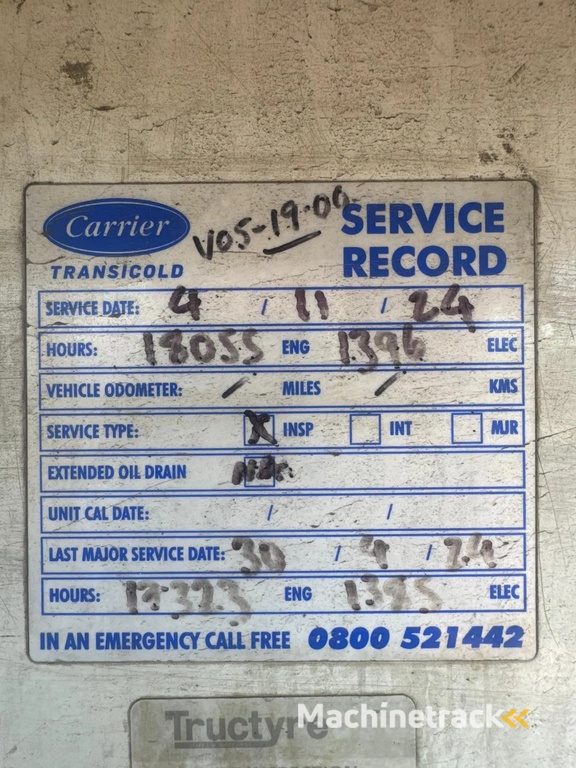 Carrier
TRANSICOLD
V05-19.00
SERVICE
RECORD
SERVICE DATE: 4 / 11 / 24
HOURS: 18055 ENG 1396 ELEC
VEHICLE ODOMETER: / MILES / KMS
SERVICE TYPE: X INSP INT MJR
EXTENDED OIL DRAIN
UNIT CAL DATE: / /
LAST MAJOR SERVICE DATE: 30 / 4 / 24
HOURS: ENG ELEC
IN AN EMERGENCY CALL FREE 0800 521442
Tructyre
Machinetrack